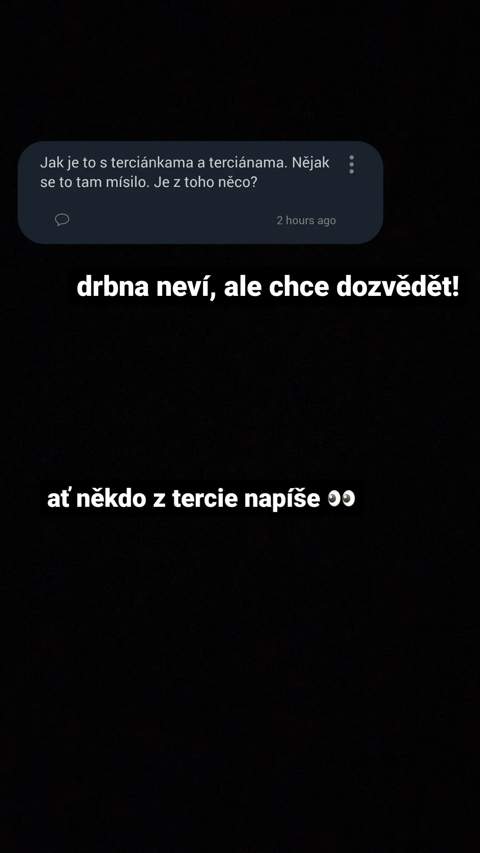 Jak je to s terciánkama a terciánama. Nějak
se to tam mísilo. Je z toho něco?
2 hours ago
drbna neví, ale chce dozvědět!
ať někdo z tercie napíše 👀